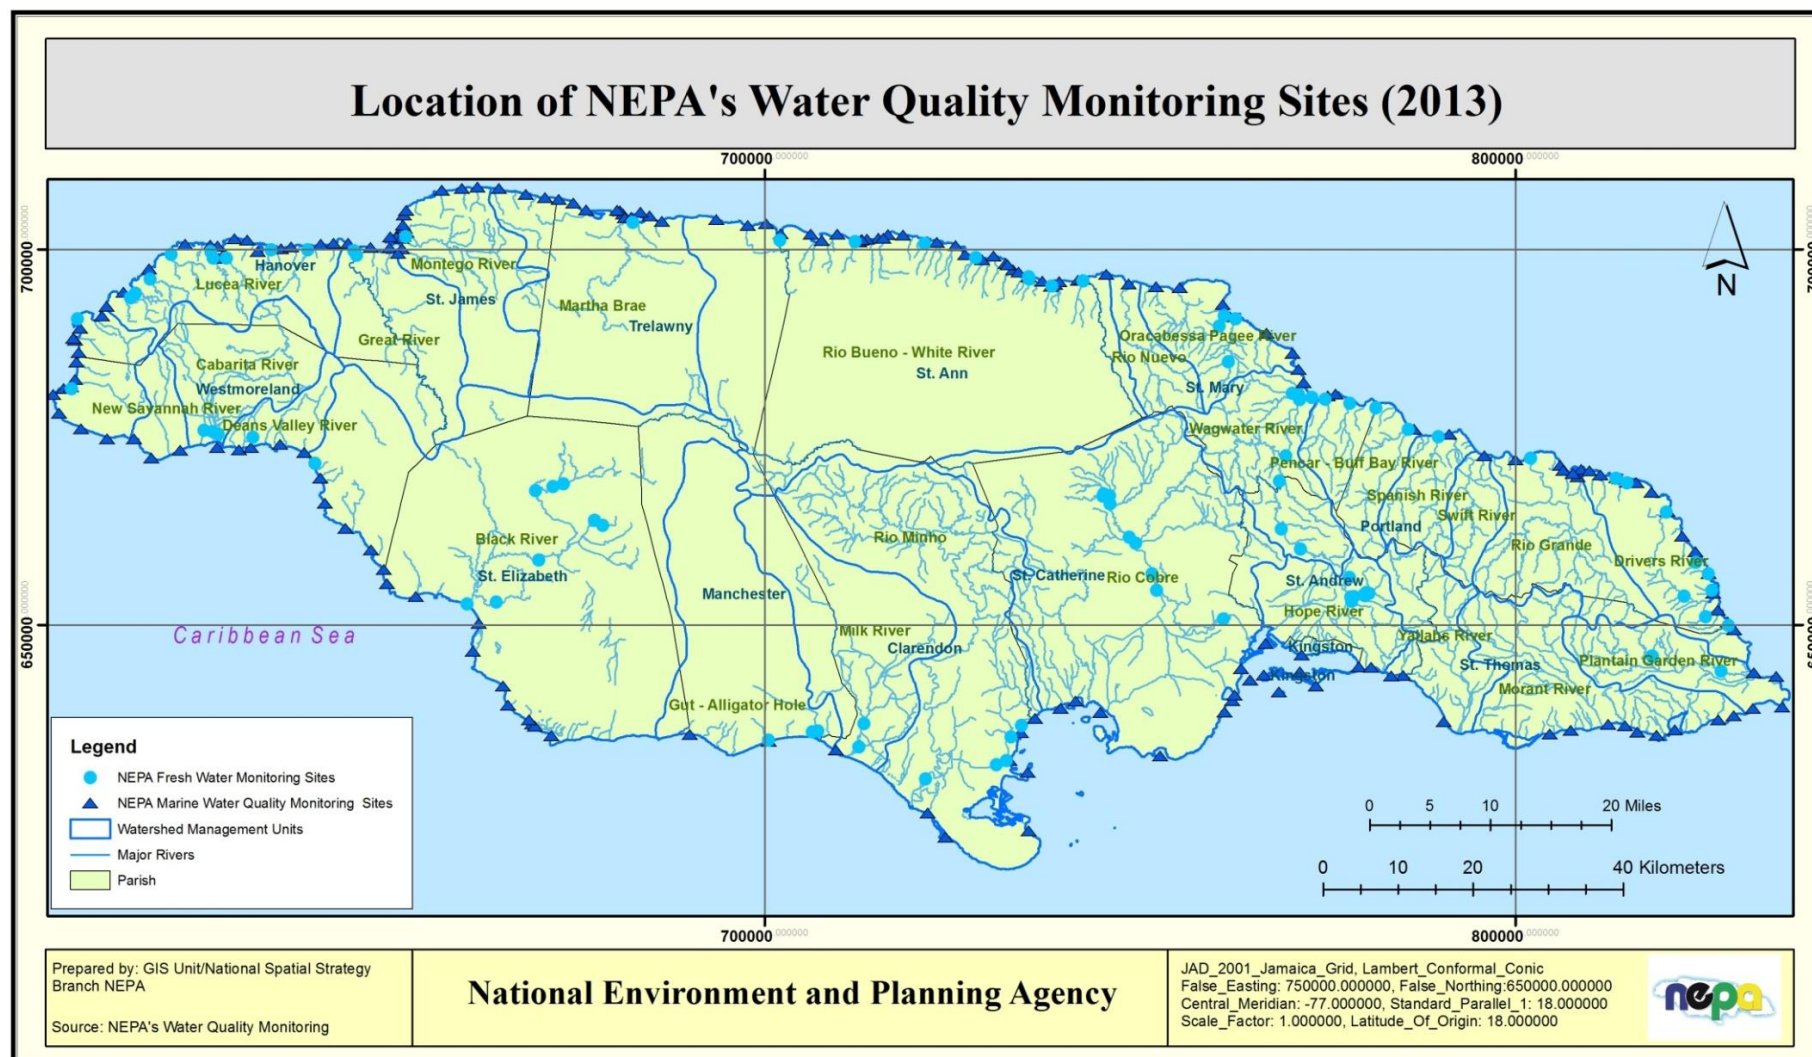 Location of NEPA's Water Quality Monitoring Sites (2013)
700000.000000
800000.000000
700000.000000
700000
650000.000000
65000
N
Hanover
Lucea River
Montego River
St. James
Martha Brae
Trelawny
Great River
Cabarita River
Westmoreland
New Savannah River
Deans Valley River
Rio Bueno - White River
St. Ann
Oracabessa Pagee River
Rio Nuevo
St. Mary
Wagwater River
Pencar - Buff Bay River
Spanish River
Swift River
Portland
Rio Grande
Drivers River
Black River
St. Elizabeth
Rio Minho
St. Catherine
Rio Cobre
St. Andrew
Hope River
Manchester
Milk River
Clarendon
Yallahs River
Kingston
Kingston
St. Thomas
Plantain Garden River
Morant River
Gut - Alligator Hole
Caribbean Sea
Legend
NEPA Fresh Water Monitoring Sites
NEPA Marine Water Quality Monitoring Sites
Watershed Management Units
Major Rivers
Parish
0 5 10 20 Miles
0 10 20 40 Kilometers
700000.000000
800000.000000
Prepared by: GIS Unit/National Spatial Strategy
Branch NEPA
Source: NEPA's Water Quality Monitoring
National Environment and Planning Agency
JAD_2001_Jamaica_Grid, Lambert_Conformal_Conic
False_Easting: 750000.000000, False_Northing:650000.000000
Central_Meridian: -77.000000, Standard_Parallel_1: 18.000000
Scale_Factor: 1.000000, Latitude_Of_Origin: 18.000000
nepa